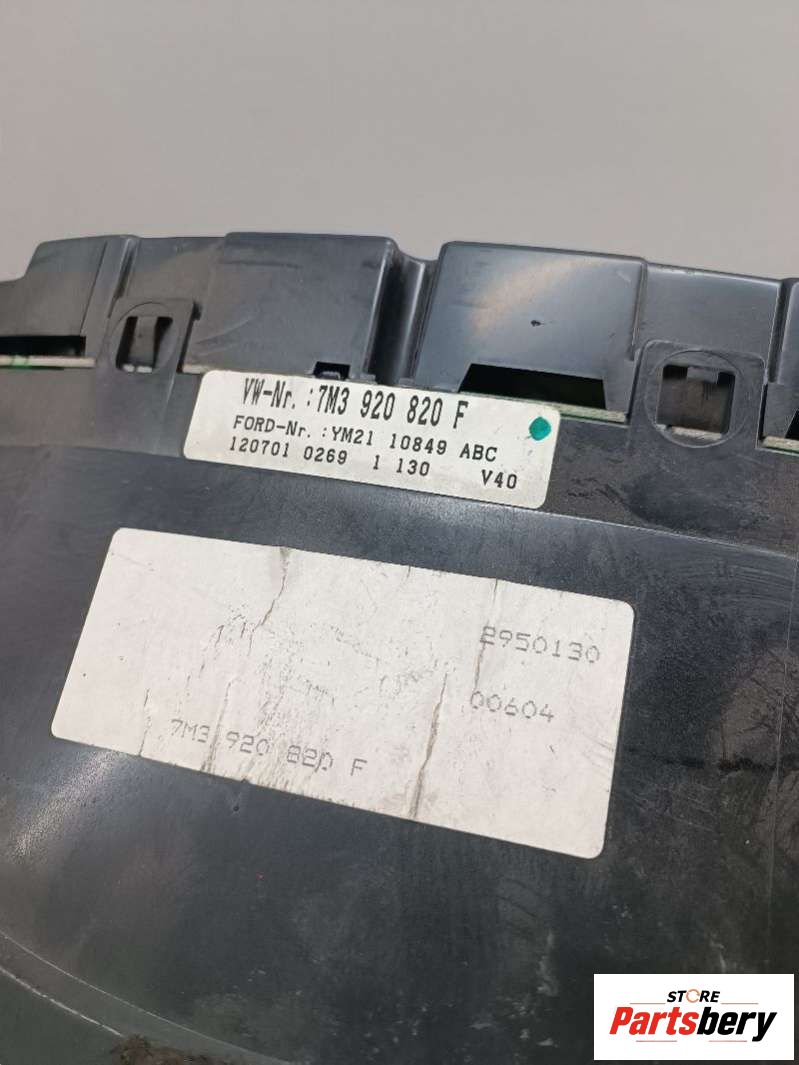 VW-Nr. :7M3 920 820 F
FORD-Nr. :YM21 10849 ABC
120701 0269 1 130 V40
2950130
00604
7M3 920 820 F
STORE
Partsbery